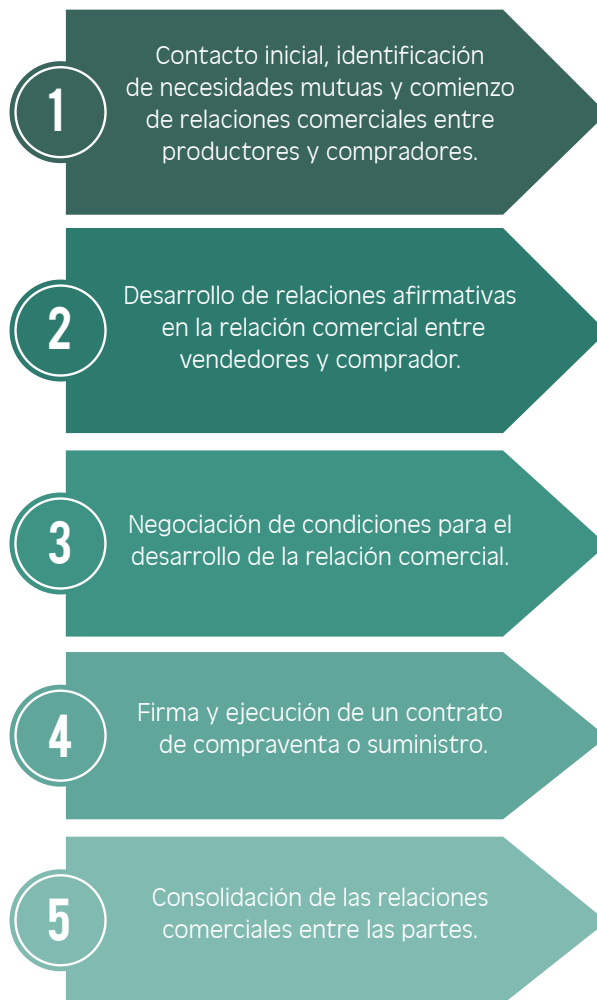 1
Contacto inicial, identificación
de necesidades mutuas y comienzo
de relaciones comerciales entre
productores y compradores.
2
Desarrollo de relaciones afirmativas
en la relación comercial entre
vendedores y comprador.
3
Negociación de condiciones para el
desarrollo de la relación comercial.
4
Firma y ejecución de un contrato
de compraventa o suministro.
5
Consolidación de las relaciones
comerciales entre las partes.